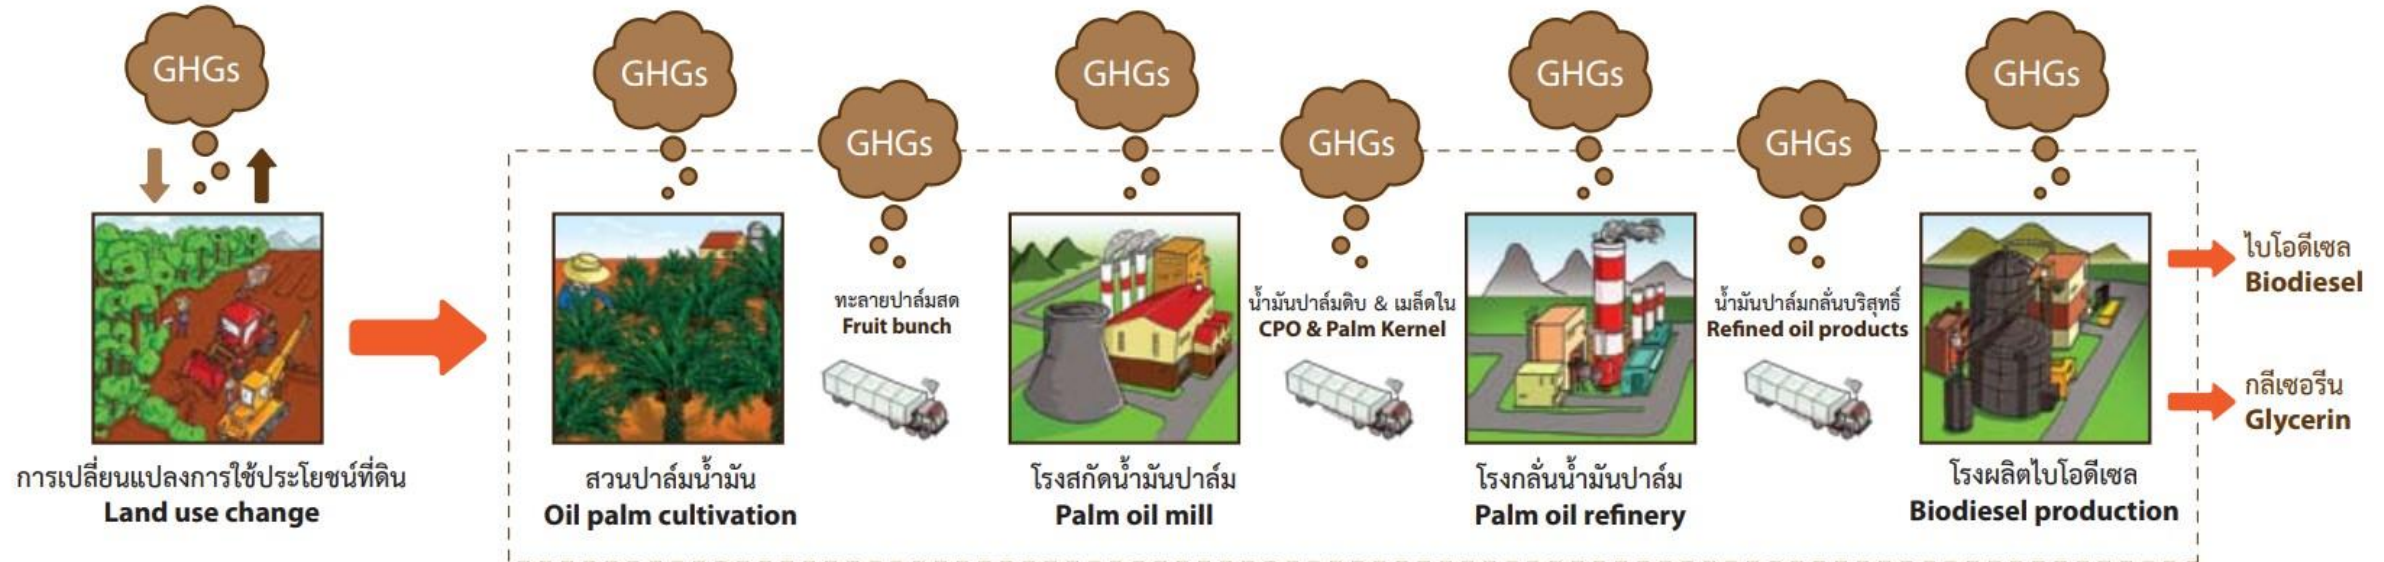 GHGs
GHGs
GHGs
GHGs
GHGs
GHGs
GHGs
GHGs
ทะลายปาล์มสด
Fruit bunch
น้ำมันปาล์มดิบ & เมล็ดใน
CPO & Palm Kernel
น้ำมันปาล์มกลั่นบริสุทธิ์
Refined oil products
ไบโอดีเซล
Biodiesel
กลีเซอรีน
Glycerin
การเปลี่ยนแปลงการใช้ประโยชน์ที่ดิน
Land use change
สวนปาล์มน้ำมัน
Oil palm cultivation
โรงสกัดน้ำมันปาล์ม
Palm oil mill
โรงกลั่นน้ำมันปาล์ม
Palm oil refinery
โรงผลิตไบโอดีเซล
Biodiesel production